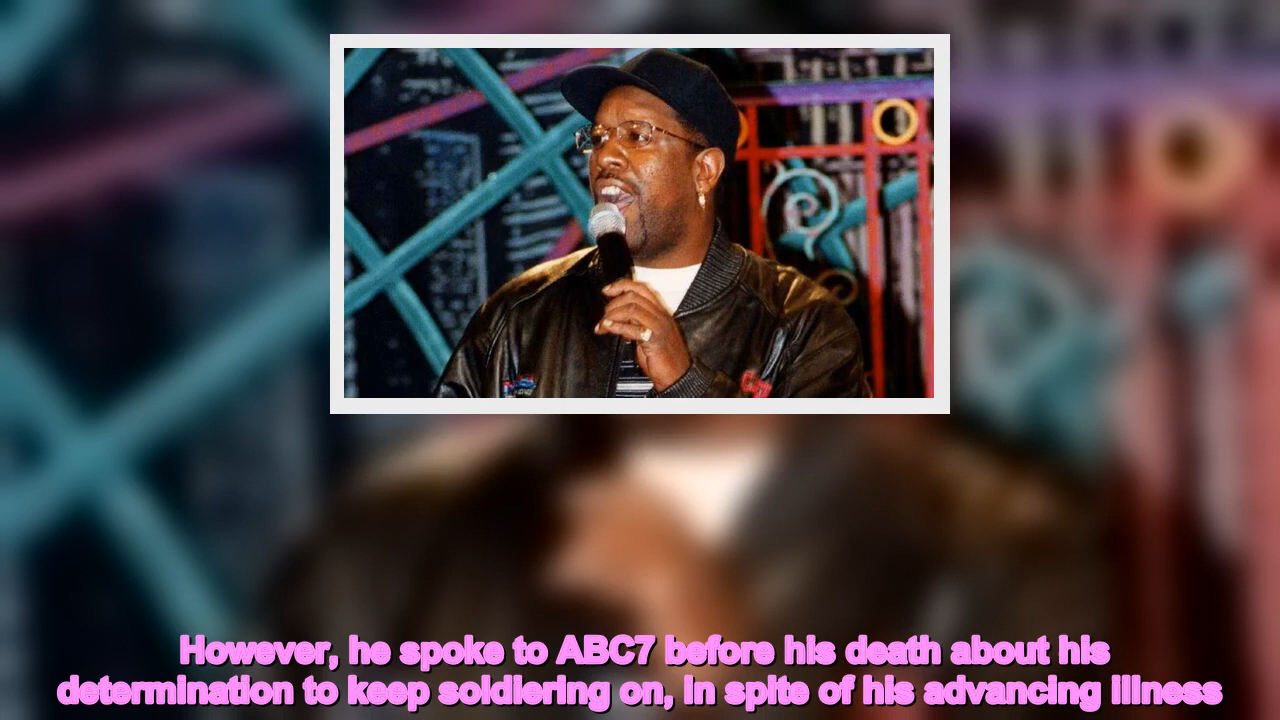 However, he spoke to ABC7 before his death about his
determination to keep soldiering on, in spite of his advancing illness